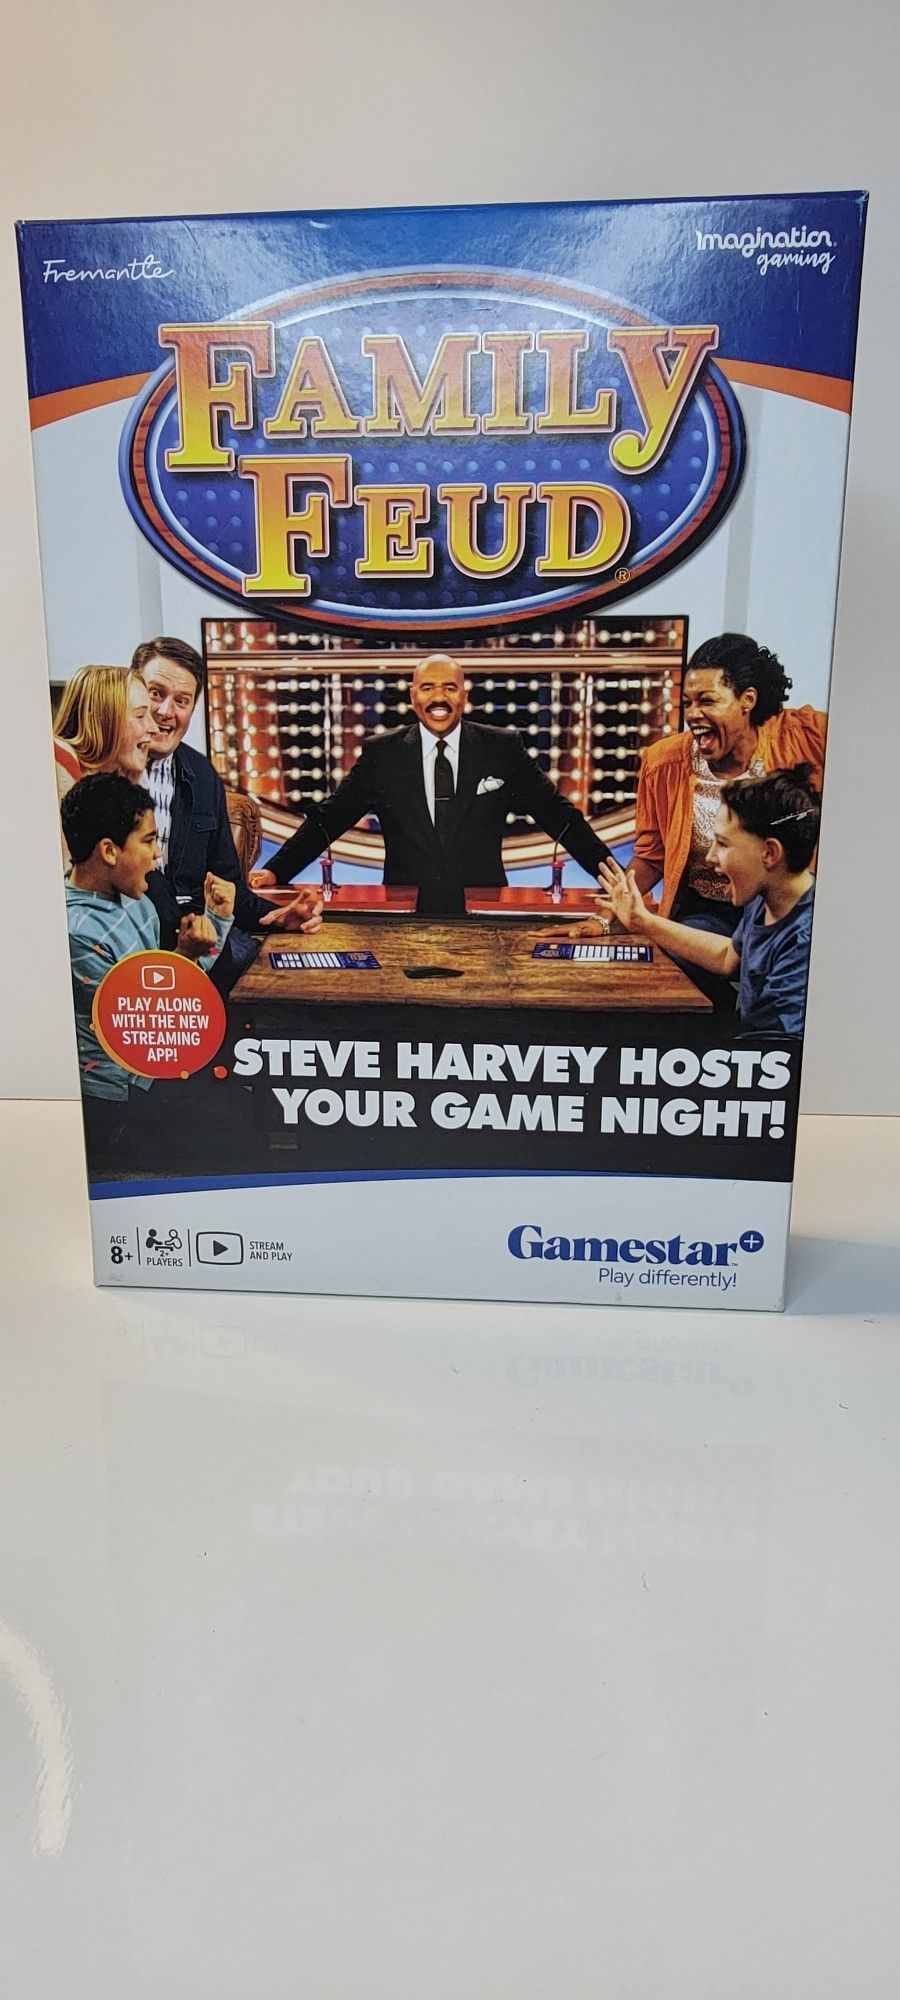 Fremantle
Imagination
gaming
FAMILY
FEUD®
PLAY ALONG
WITH THE NEW
STREAMING
APP!
STEVE HARVEY HOSTS
YOUR GAME NIGHT!
AGE
8+
2+
PLAYERS
STREAM
AND PLAY
Gamestar+™
Play differently!